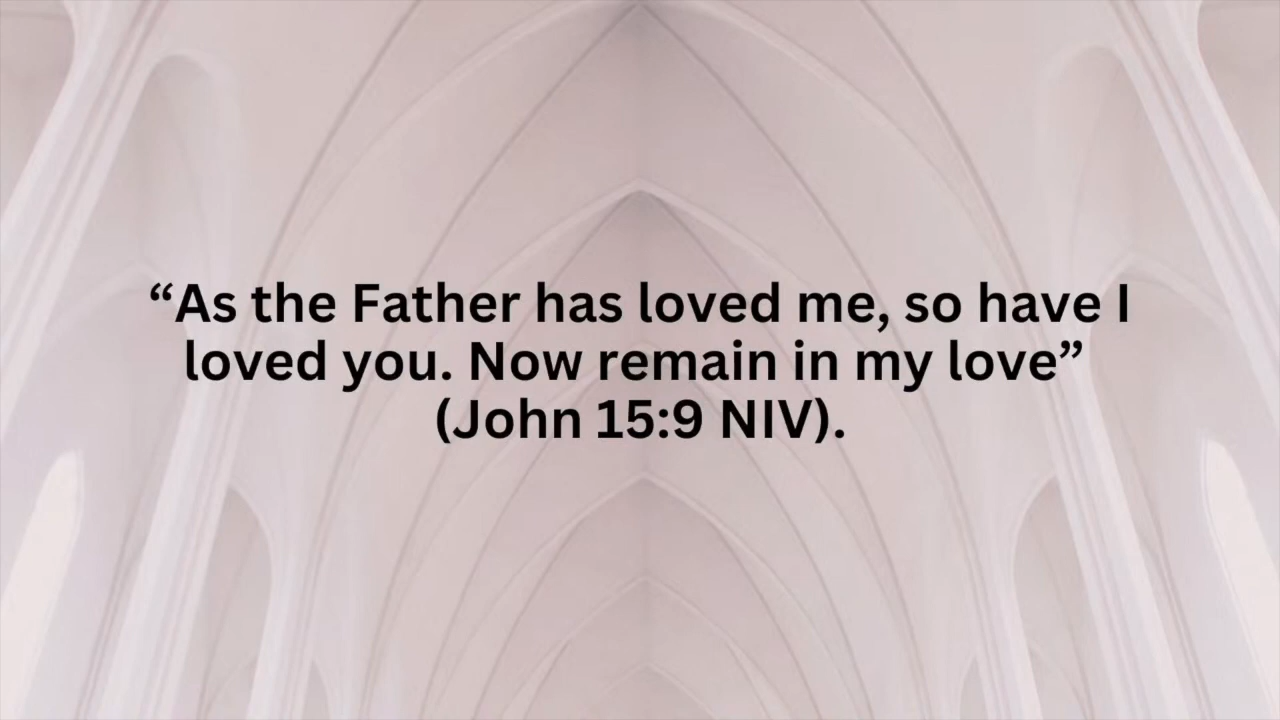 “As the Father has loved me, so have I
loved you. Now remain in my love”
(John 15:9 NIV).